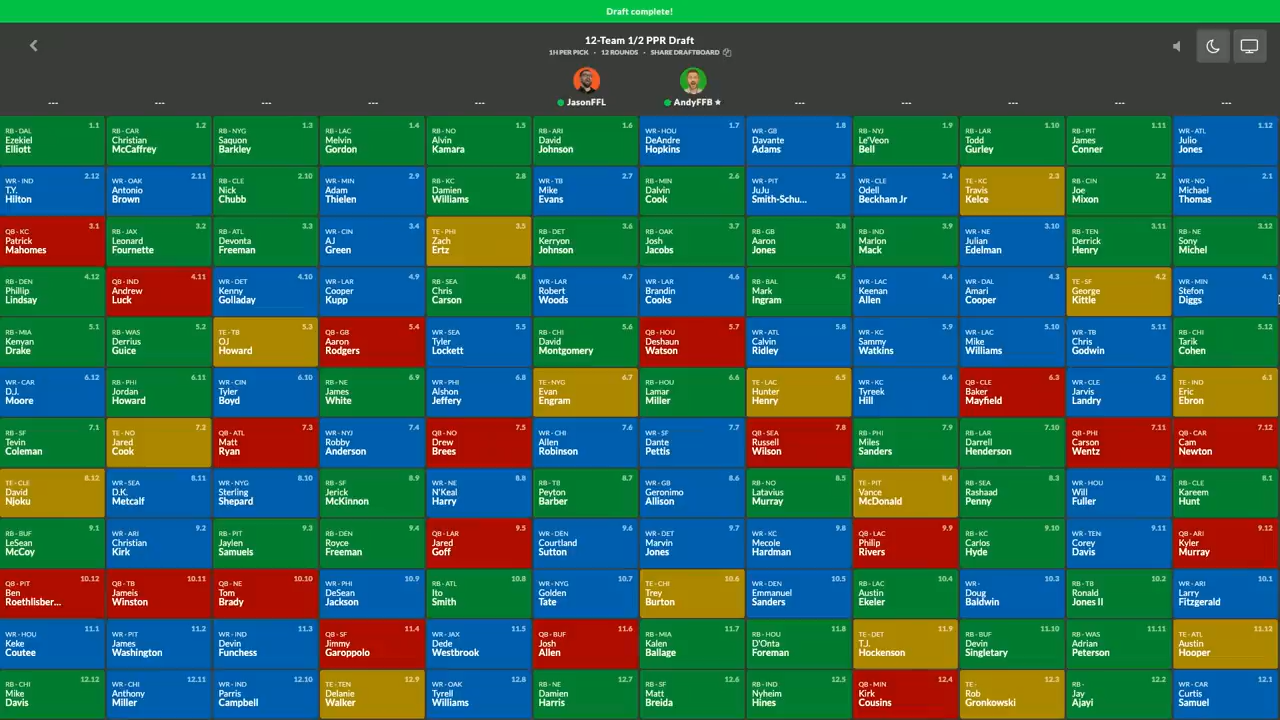 Draft complete!
12-Team 1/2 PPR Draft
1H PER PICK • 12 ROUNDS • SHARE DRAFTBOARD
--- --- --- --- --- JasonFFL AndyFFB ★ --- --- --- --- ---
RB - DAL 1.1 RB - CAR 1.2 RB - NYG 1.3 RB - LAC 1.4 RB - NO 1.5 RB - ARI 1.6 WR - HOU 1.7 WR - GB 1.8 RB - NYJ 1.9 RB - LAR 1.10 RB - PIT 1.11 WR - ATL 1.12
Ezekiel Christian Saquon Melvin Alvin David DeAndre Davante Le'Veon Todd James Julio
Elliott McCaffrey Barkley Gordon Kamara Johnson Hopkins Adams Bell Gurley Conner Jones
WR - IND 2.12 WR - OAK 2.11 RB - CLE 2.10 WR - MIN 2.9 RB - KC 2.8 WR - TB 2.7 RB - MIN 2.6 WR - PIT 2.5 WR - CLE 2.4 TE - KC 2.3 RB - CIN 2.2 WR - NO 2.1
T.Y. Antonio Nick Adam Damien Mike Dalvin JuJu Odell Travis Joe Michael
Hilton Brown Chubb Thielen Williams Evans Cook Smith-Schu... Beckham Jr Kelce Mixon Thomas
QB - KC 3.1 RB - JAX 3.2 RB - ATL 3.3 WR - CIN 3.4 TE - PHI 3.5 RB - DET 3.6 RB - OAK 3.7 RB - GB 3.8 RB - IND 3.9 WR - NE 3.10 RB - TEN 3.11 RB - NE 3.12
Patrick Leonard Devonta AJ Zach Kerryon Josh Aaron Marlon Julian Derrick Sony
Mahomes Fournette Freeman Green Ertz Johnson Jacobs Jones Mack Edelman Henry Michel
RB - DEN 4.12 QB - IND 4.11 WR - DET 4.10 WR - LAR 4.9 RB - SEA 4.8 WR - LAR 4.7 WR - LAR 4.6 RB - BAL 4.5 WR - LAC 4.4 WR - DAL 4.3 TE - SF 4.2 WR - MIN 4.1
Phillip Andrew Kenny Cooper Chris Robert Brandin Mark Keenan Amari George Stefon
Lindsay Luck Golladay Kupp Carson Woods Cooks Ingram Allen Cooper Kittle Diggs
RB - MIA 5.1 RB - WAS 5.2 TE - TB 5.3 QB - GB 5.4 WR - SEA 5.5 RB - CHI 5.6 QB - HOU 5.7 WR - ATL 5.8 WR - KC 5.9 WR - LAC 5.10 WR - TB 5.11 RB - CHI 5.12
Kenyan Derrius OJ Aaron Tyler David Deshaun Calvin Sammy Mike Chris Tarik
Drake Guice Howard Rodgers Lockett Montgomery Watson Ridley Watkins Williams Godwin Cohen
WR - CAR 6.12 RB - PHI 6.11 WR - CIN 6.10 RB - NE 6.9 WR - PHI 6.8 TE - NYG 6.7 RB - HOU 6.6 TE - LAC 6.5 WR - KC 6.4 QB - CLE 6.3 WR - CLE 6.2 TE - IND 6.1
D.J. Jordan Tyler James Alshon Evan Lamar Hunter Tyreek Baker Jarvis Eric
Moore Howard Boyd White Jeffery Engram Miller Henry Hill Mayfield Landry Ebron
RB - SF 7.1 TE - NO 7.2 QB - ATL 7.3 WR - NYJ 7.4 QB - NO 7.5 WR - CHI 7.6 WR - SF 7.7 QB - SEA 7.8 RB - PHI 7.9 RB - LAR 7.10 QB - PHI 7.11 QB - CAR 7.12
Tevin Jared Matt Robby Drew Allen Dante Russell Miles Darrell Carson Cam
Coleman Cook Ryan Anderson Brees Robinson Pettis Wilson Sanders Henderson Wentz Newton
TE - CLE 8.12 WR - SEA 8.11 WR - NYG 8.10 RB - SF 8.9 WR - NE 8.8 RB - TB 8.7 WR - GB 8.6 RB - NO 8.5 TE - PIT 8.4 RB - SEA 8.3 WR - HOU 8.2 RB - CLE 8.1
David D.K. Sterling Jerick N'Keal Peyton Geronimo Latavius Vance Rashaad Will Kareem
Njoku Metcalf Shepard McKinnon Harry Barber Allison Murray McDonald Penny Fuller Hunt
RB - BUF 9.1 WR - ARI 9.2 RB - PIT 9.3 RB - DEN 9.4 QB - LAR 9.5 WR - DEN 9.6 WR - DET 9.7 WR - KC 9.8 QB - LAC 9.9 RB - KC 9.10 WR - TEN 9.11 QB - ARI 9.12
LeSean Christian Jaylen Royce Jared Courtland Marvin Mecole Philip Carlos Corey Kyler
McCoy Kirk Samuels Freeman Goff Sutton Jones Hardman Rivers Hyde Davis Murray
QB - PIT 10.12 QB - TB 10.11 QB - NE 10.10 WR - PHI 10.9 RB - ATL 10.8 WR - NYG 10.7 TE - CHI 10.6 WR - DEN 10.5 RB - LAC 10.4 WR - 10.3 RB - TB 10.2 WR - ARI 10.1
Ben Jameis Tom DeSean Ito Golden Trey Emmanuel Austin Doug Ronald Larry
Roethlisber... Winston Brady Jackson Smith Tate Burton Sanders Ekeler Baldwin Jones II Fitzgerald
WR - HOU 11.1 WR - PIT 11.2 WR - IND 11.3 QB - SF 11.4 WR - JAX 11.5 QB - BUF 11.6 RB - MIA 11.7 RB - HOU 11.8 TE - DET 11.9 RB - BUF 11.10 RB - WAS 11.11 TE - ATL 11.12
Keke James Devin Jimmy Dede Josh Kalen D'Onta T.J. Devin Adrian Austin
Coutee Washington Funchess Garoppolo Westbrook Allen Ballage Foreman Hockenson Singletary Peterson Hooper
RB - CHI 12.12 WR - CHI 12.11 WR - IND 12.10 TE - TEN 12.9 WR - OAK 12.8 RB - NE 12.7 RB - SF 12.6 RB - IND 12.5 QB - MIN 12.4 TE - 12.3 RB - 12.2 WR - CAR 12.1
Mike Anthony Parris Delanie Tyrell Damien Matt Nyheim Kirk Rob Jay Curtis
Davis Miller Campbell Walker Williams Harris Breida Hines Cousins Gronkowski Ajayi Samuel